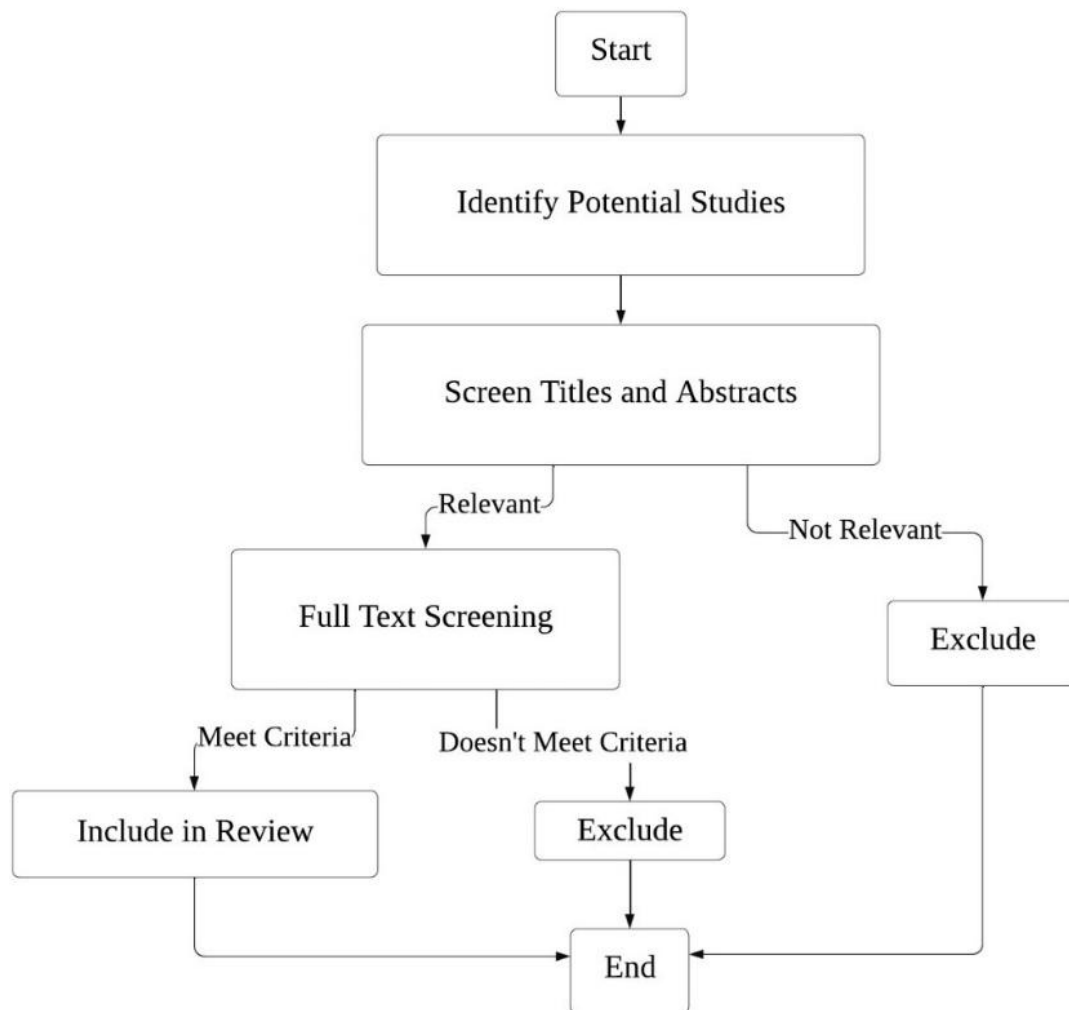 Start
Identify Potential Studies
Screen Titles and Abstracts
Relevant
Not Relevant
Full Text Screening
Exclude
Meet Criteria
Doesn't Meet Criteria
Include in Review
Exclude
End